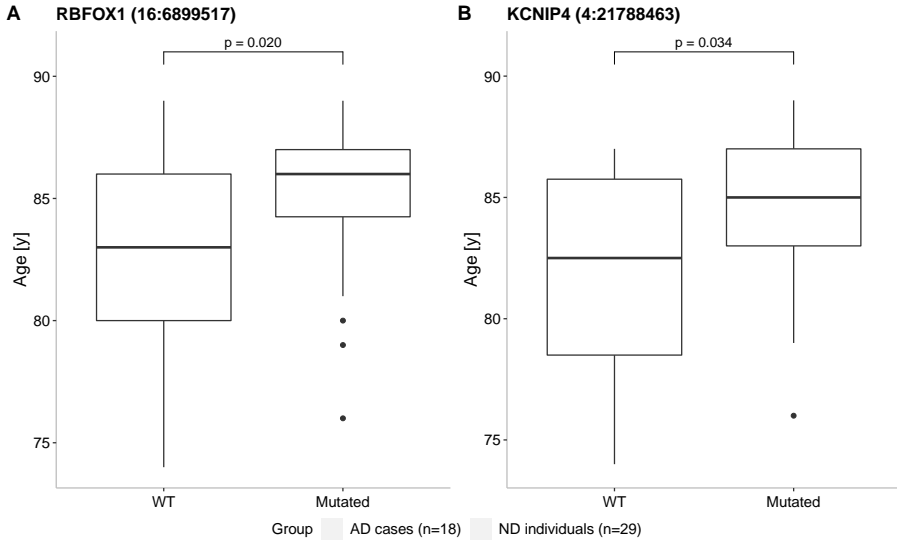 A RBFOX1 (16:6899517)
p = 0.020
90
85
80
75
Age [y]
WT Mutated
B KCNIP4 (4:21788463)
p = 0.034
90
85
80
75
Age [y]
WT Mutated
Group AD cases (n=18) ND individuals (n=29)